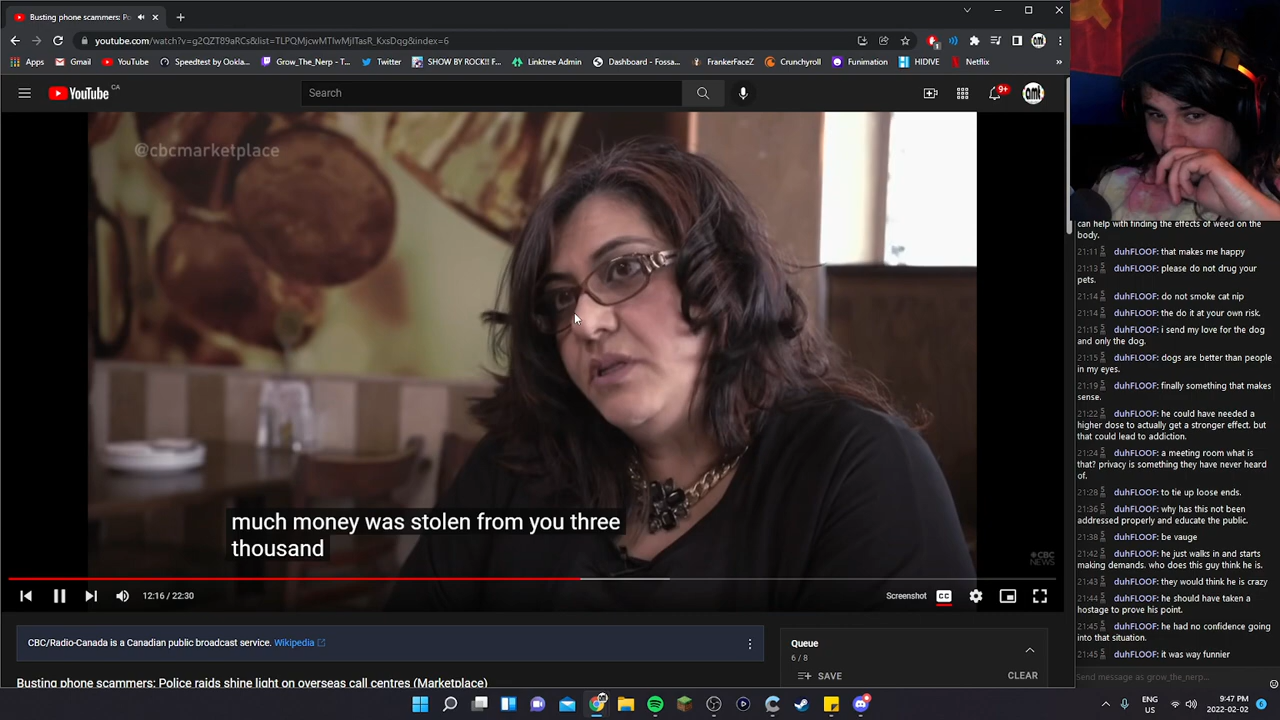 Busting phone scammers: Po
youtube.com/watch?v=g2QZT89aRCs&list=TLPQMjcwMTIwMjITasR_KxsDqg&index=6
Apps
Gmail
YouTube
Speedtest by Ookla...
Grow_The_Nerp - T...
Twitter
SHOW BY ROCK!! F...
Linktree Admin
Dashboard - Fossa...
FrankerFaceZ
Crunchyroll
Funimation
HIDIVE
Netflix
YouTube CA
Search
9+
@cbcmarketplace
much money was stolen from you three
thousand
CBC
NEWS
12:16 / 22:30
Screenshot
CC
CBC/Radio-Canada is a Canadian public broadcast service. Wikipedia
Queue
6 / 8
SAVE
CLEAR
Busting phone scammers: Police raids shine light on overseas call centres (Marketplace)
can help with finding the effects of weed on the
body.
21:11 duhFLOOF: that makes me happy
21:13 duhFLOOF: please do not drug your
pets.
21:14 duhFLOOF: do not smoke cat nip
21:14 duhFLOOF: the do it at your own risk.
21:15 duhFLOOF: i send my love for the dog
and only the dog.
21:15 duhFLOOF: dogs are better than people
in my eyes.
21:19 duhFLOOF: finally something that makes
sense.
21:22 duhFLOOF: he could have needed a
higher dose to actually get a stronger effect. but
that could lead to addiction.
21:24 duhFLOOF: a meeting room what is
that? privacy is something they have never heard
of.
21:28 duhFLOOF: to tie up loose ends.
21:36 duhFLOOF: why has this not been
addressed properly and educate the public.
21:38 duhFLOOF: be vauge
21:42 duhFLOOF: he just walks in and starts
making demands. who does this guy think he is.
21:43 duhFLOOF: they would think he is crazy
21:44 duhFLOOF: he should have taken a
hostage to prove his point.
21:45 duhFLOOF: he had no confidence going
into that situation.
21:45 duhFLOOF: it was way funnier
Send message as grow_the_nerp...
ENG
US
9:47 PM
2022-02-02